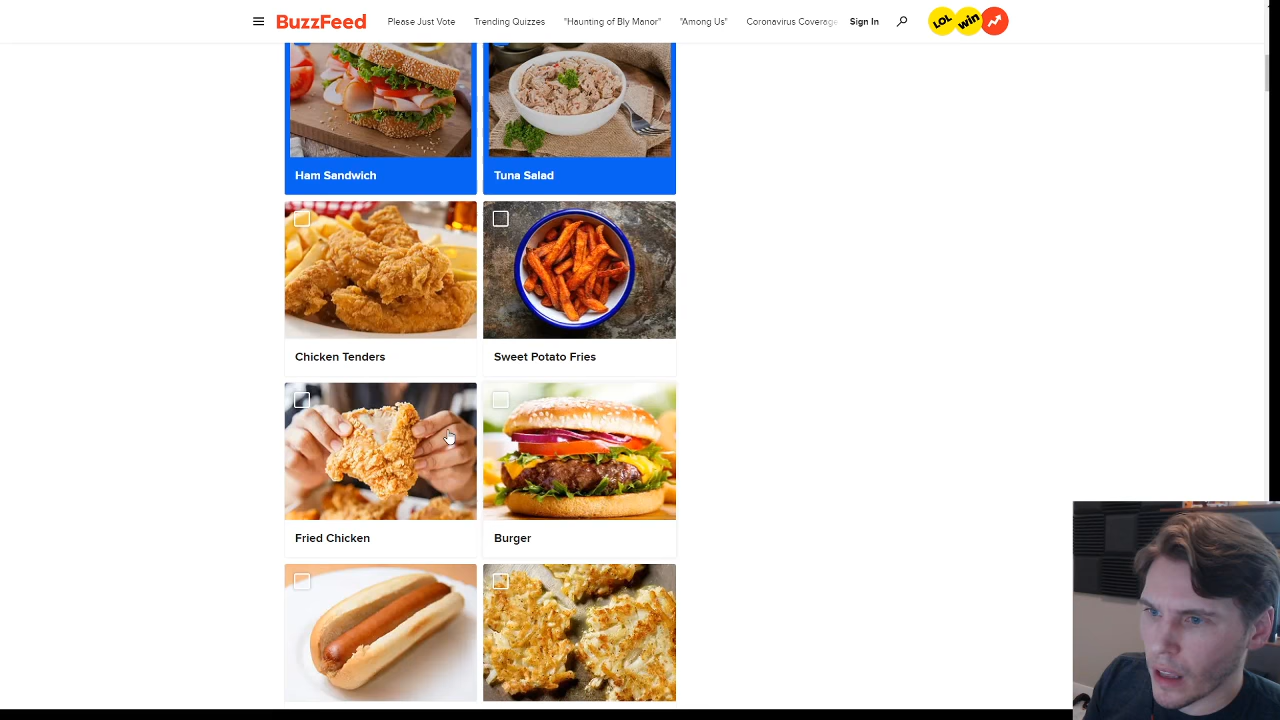 BuzzFeed Please Just Vote Trending Quizzes "Haunting of Bly Manor" "Among Us" Coronavirus Coverage Sign In LOL win
Ham Sandwich Tuna Salad
Chicken Tenders Sweet Potato Fries
Fried Chicken Burger